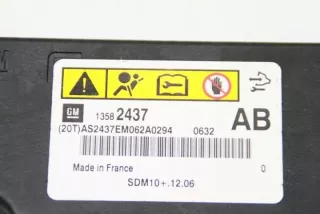 GM
1358 2437
AB
(20T)AS2437EM062A0294 0632
Made in France 0
SDM10+.12.06